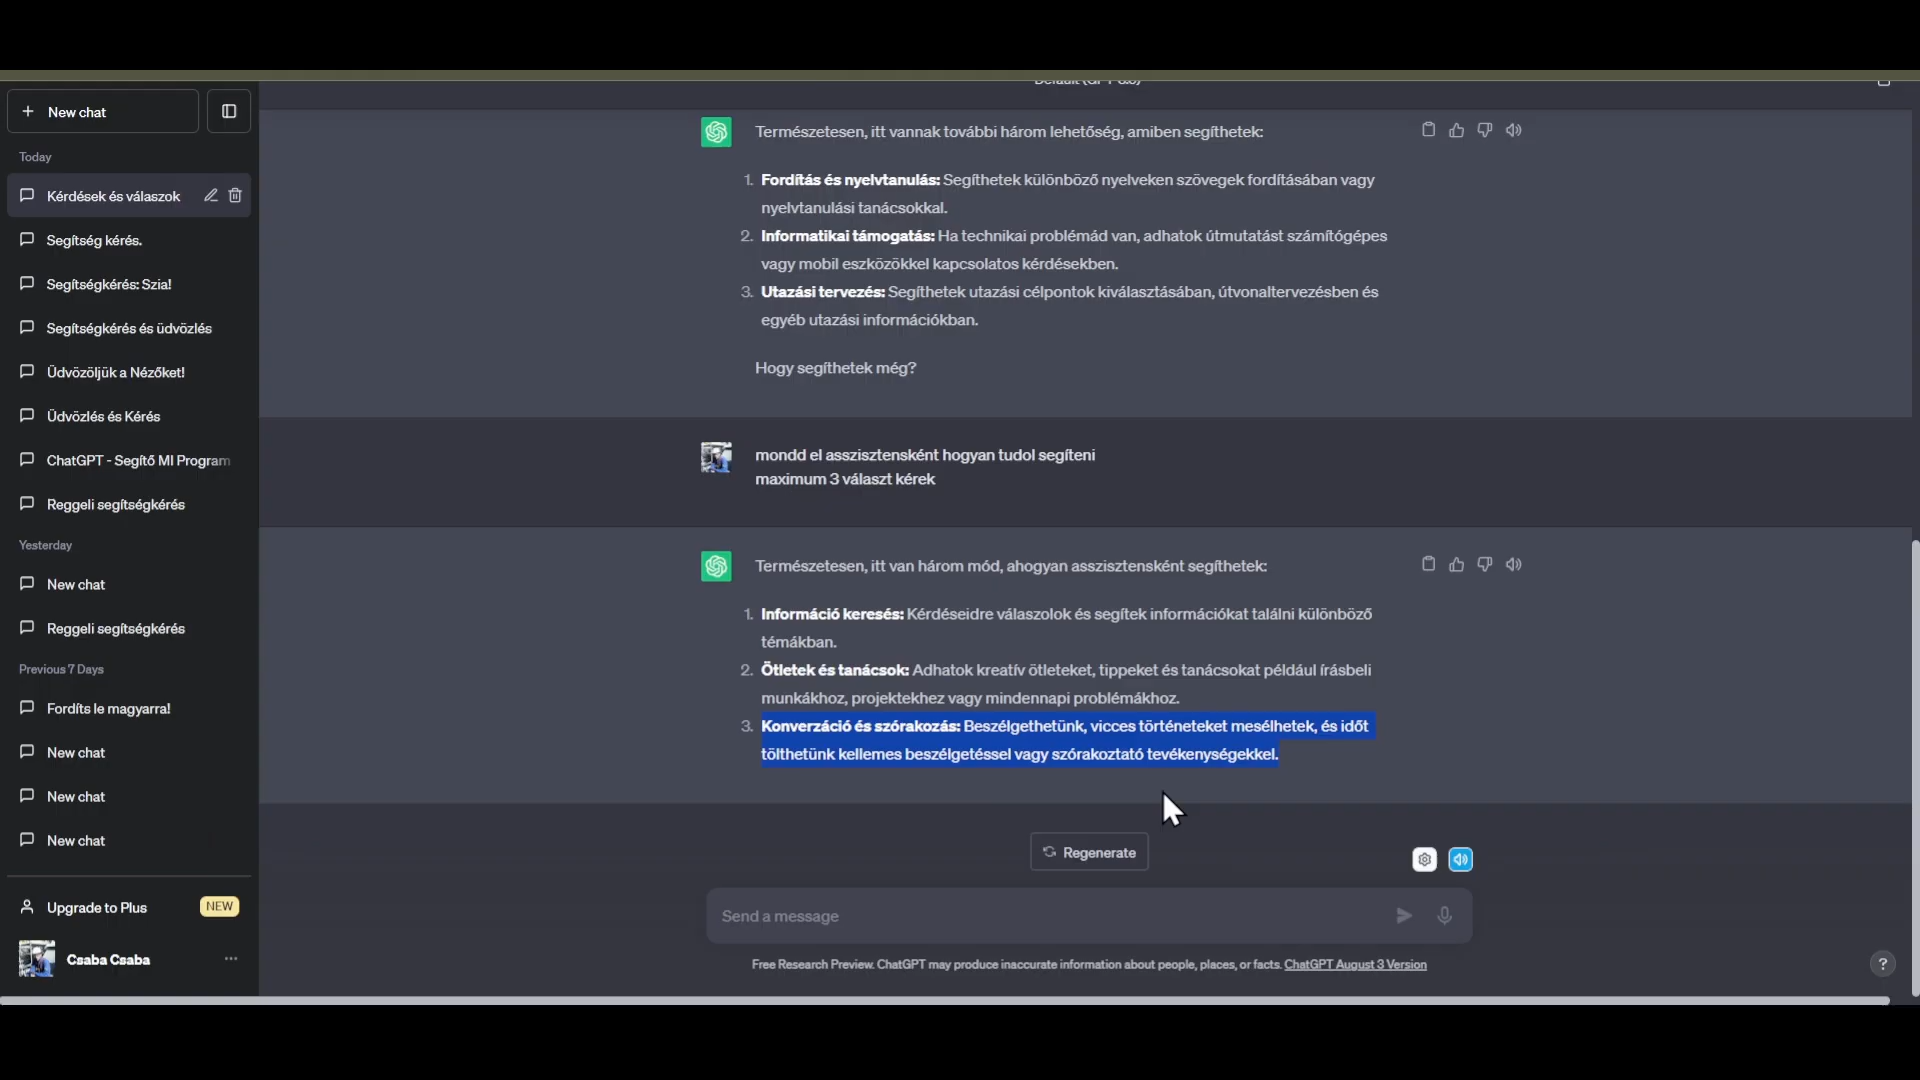 New chat
Today
Kérdések és válaszok
Segítség kérés.
Segítségkérés: Szia!
Segítségkérés és üdvözlés
Üdvözöljük a Nézőket!
Üdvözlés és Kérés
ChatGPT - Segítő MI Program
Reggeli segítségkérés
Yesterday
New chat
Reggeli segítségkérés
Previous 7 Days
Fordíts le magyarra!
New chat
New chat
New chat
Upgrade to Plus
NEW
Csaba Csaba
Természetesen, itt vannak további három lehetőség, amiben segíthetek:
1. Fordítás és nyelvtanulás: Segíthetek különböző nyelveken szövegek fordításában vagy
nyelvtanulási tanácsokkal.
2. Informatikai támogatás: Ha technikai problémád van, adhatok útmutatást számítógépes
vagy mobil eszközökkel kapcsolatos kérdésekben.
3. Utazási tervezés: Segíthetek utazási célpontok kiválasztásában, útvonaltervezésben és
egyéb utazási információkban.
Hogy segíthetek még?
mondd el asszisztensként hogyan tudol segíteni
maximum 3 választ kérek
Természetesen, itt van három mód, ahogyan asszisztensként segíthetek:
1. Információ keresés: Kérdéseidre válaszolok és segítek információkat találni különböző
témákban.
2. Ötletek és tanácsok: Adhatok kreatív ötleteket, tippeket és tanácsokat például írásbeli
munkákhoz, projektekhez vagy mindennapi problémákhoz.
3. Konverzáció és szórakozás: Beszélgethetünk, vicces történeteket mesélhetek, és időt
tölthetünk kellemes beszélgetéssel vagy szórakoztató tevékenységekkel.
Regenerate
Send a message
Free Research Preview. ChatGPT may produce inaccurate information about people, places, or facts. ChatGPT August 3 Version
?